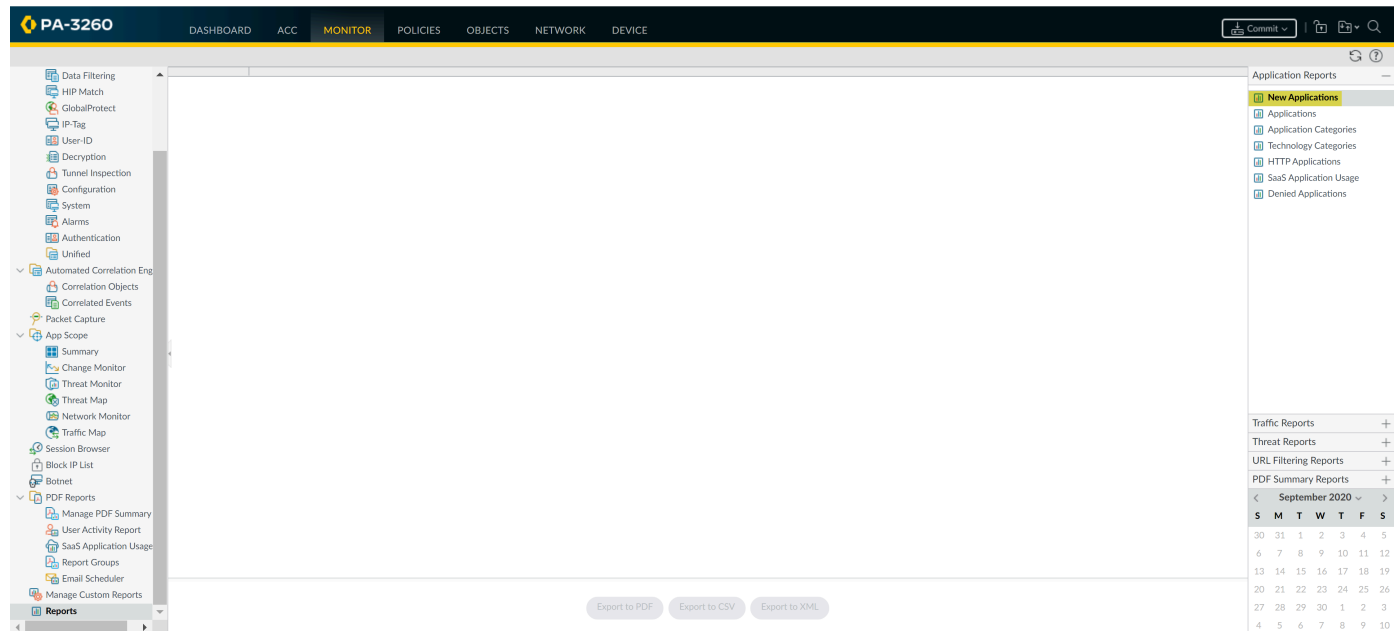 PA-3260
DASHBOARD ACC MONITOR POLICIES OBJECTS NETWORK DEVICE
Commit
Data Filtering
HIP Match
GlobalProtect
IP-Tag
User-ID
Decryption
Tunnel Inspection
Configuration
System
Alarms
Authentication
Unified
Automated Correlation Eng
Correlation Objects
Correlated Events
Packet Capture
App Scope
Summary
Change Monitor
Threat Monitor
Threat Map
Network Monitor
Traffic Map
Session Browser
Block IP List
Botnet
PDF Reports
Manage PDF Summary
User Activity Report
SaaS Application Usage
Report Groups
Email Scheduler
Manage Custom Reports
Reports
Export to PDF Export to CSV Export to XML
Application Reports
New Applications
Applications
Application Categories
Technology Categories
HTTP Applications
SaaS Application Usage
Denied Applications
Traffic Reports
Threat Reports
URL Filtering Reports
PDF Summary Reports
September 2020
S M T W T F S
30 31 1 2 3 4 5
6 7 8 9 10 11 12
13 14 15 16 17 18 19
20 21 22 23 24 25 26
27 28 29 30 1 2 3
4 5 6 7 8 9 10